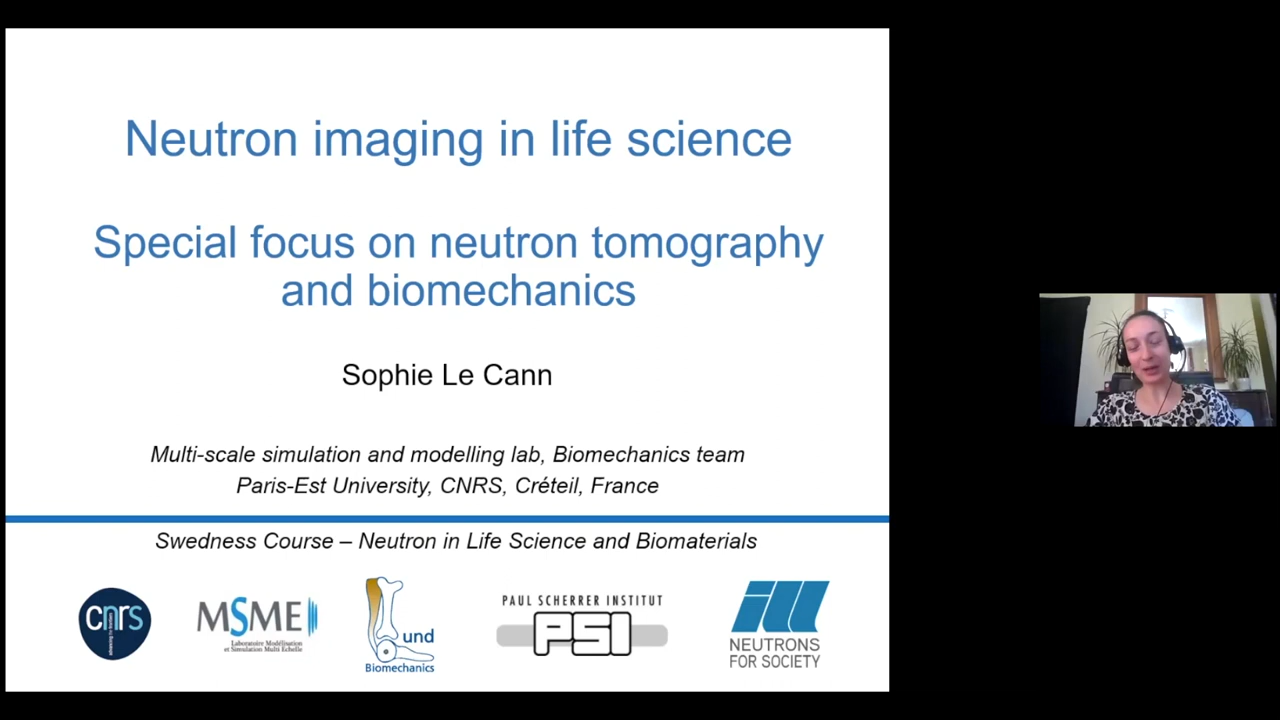 Neutron imaging in life science
Special focus on neutron tomography
and biomechanics
Sophie Le Cann
Multi-scale simulation and modelling lab, Biomechanics team
Paris-Est University, CNRS, Créteil, France
Swedness Course – Neutron in Life Science and Biomaterials
cnrs
MSME
Laboratoire Modélisation
et Simulation Multi Echelle
und
Biomechanics
PAUL SCHERRER INSTITUT
PSI
ill
NEUTRONS
FOR SOCIETY